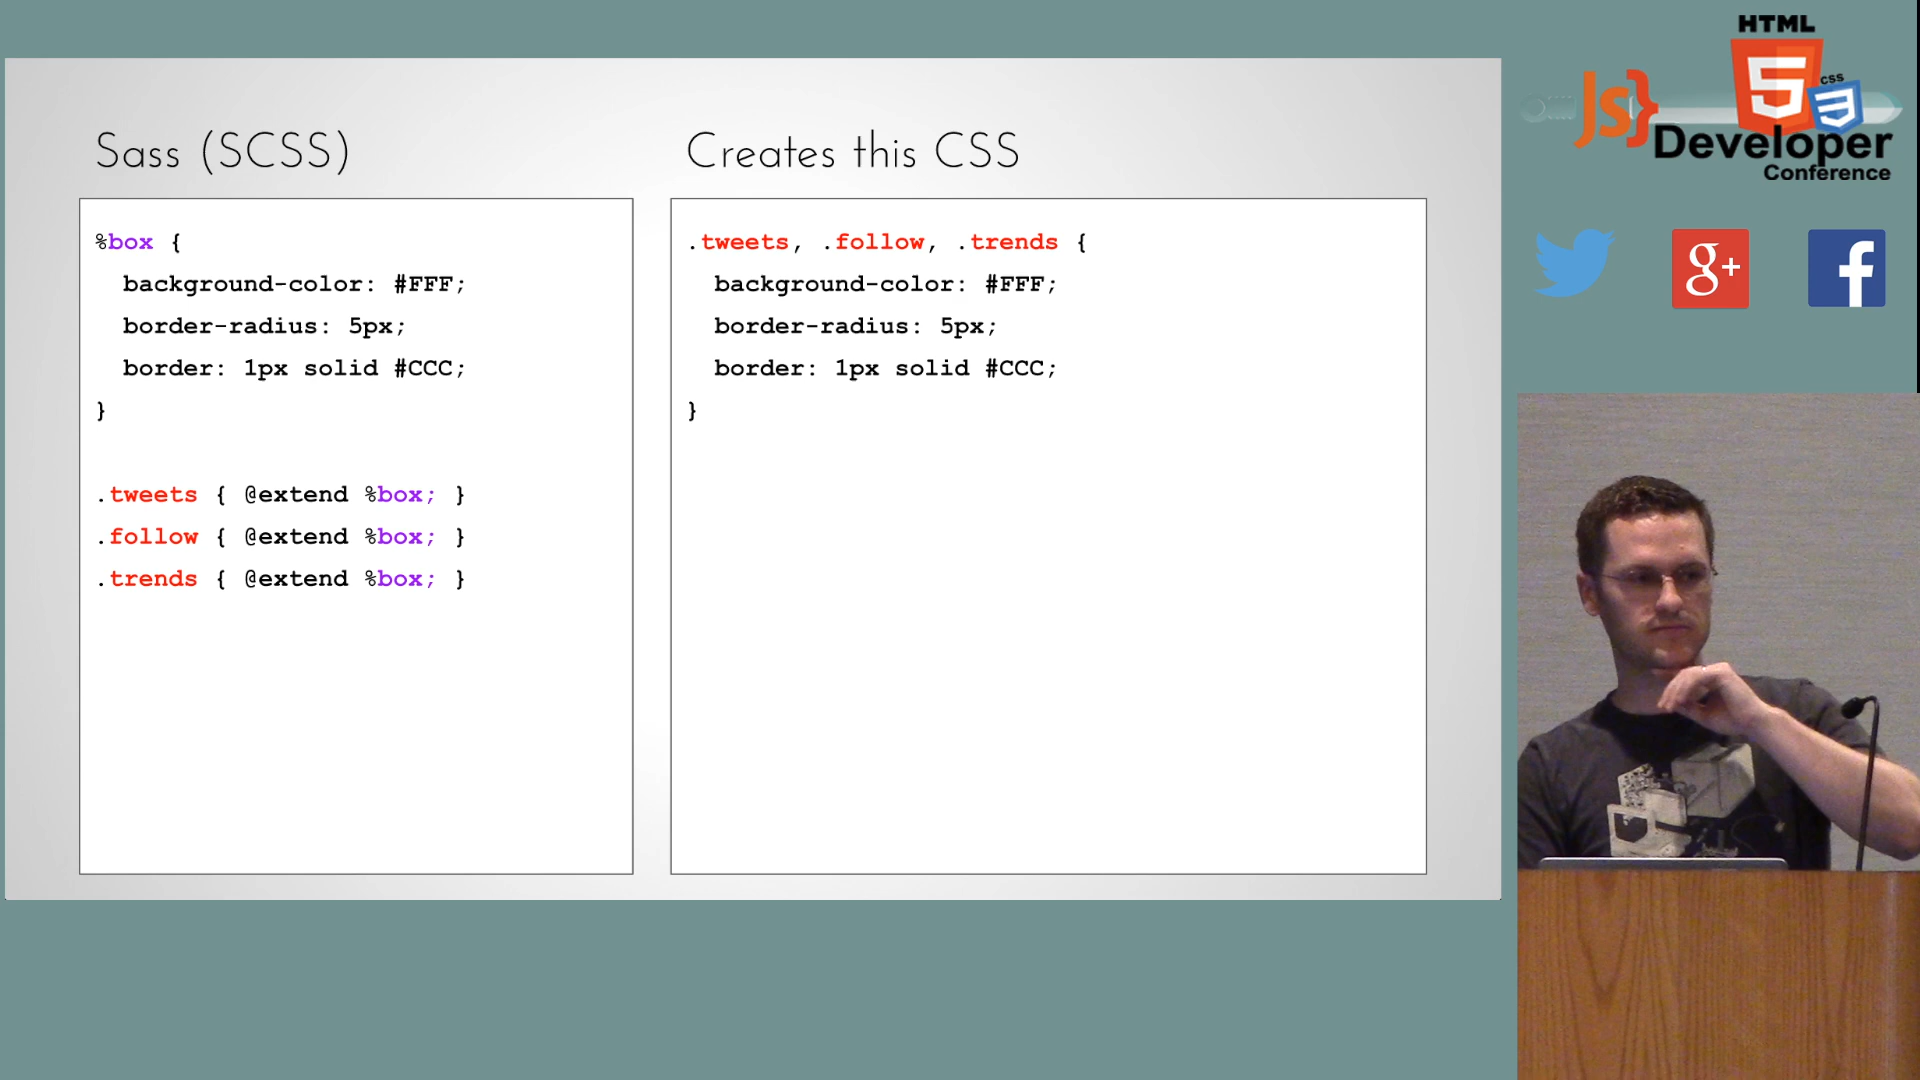 Sass (SCSS)
%box {
background-color: #FFF;
border-radius: 5px;
border: 1px solid #CCC;
}
.tweets { @extend %box; }
.follow { @extend %box; }
.trends { @extend %box; }
Creates this CSS
.tweets, .follow, .trends {
background-color: #FFF;
border-radius: 5px;
border: 1px solid #CCC;
}
HTML
5
JS}
CSS
3
Developer
Conference
g+
f